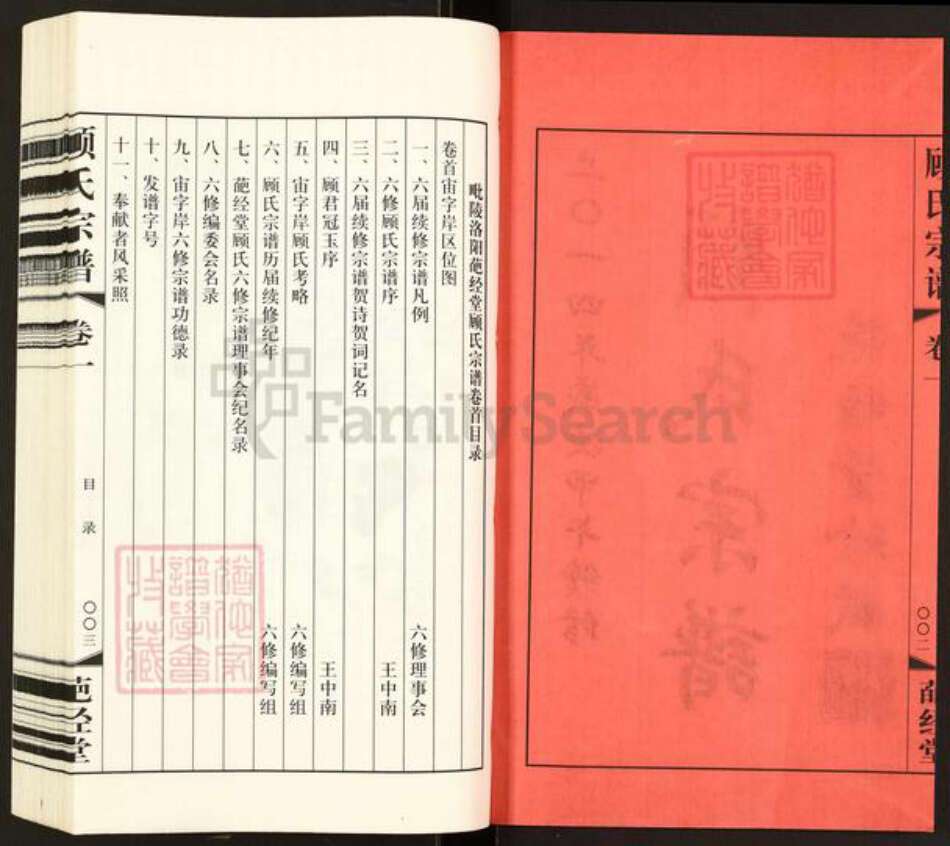 顾氏宗谱
卷一
〇〇二
葩经堂
毗陵洛阳葩经堂顾氏宗谱卷首目录
卷首宙字岸区位图
一、六届续修宗谱凡例 六修理事会
二、六修顾氏宗谱序 王中南
三、六届续修宗谱贺诗贺词记名
四、顾君冠玉序 王中南
五、宙字岸顾氏考略 六修编写组
六、顾氏宗谱历届续修纪年 六修编写组
七、葩经堂顾氏六修宗谱理事会纪名录
八、六修编委会名录
九、宙字岸六修宗谱功德录
十、发谱字号
十一、奉献者风采照
顾氏宗谱
卷一
目录
〇〇三
葩经堂
FamilySearch